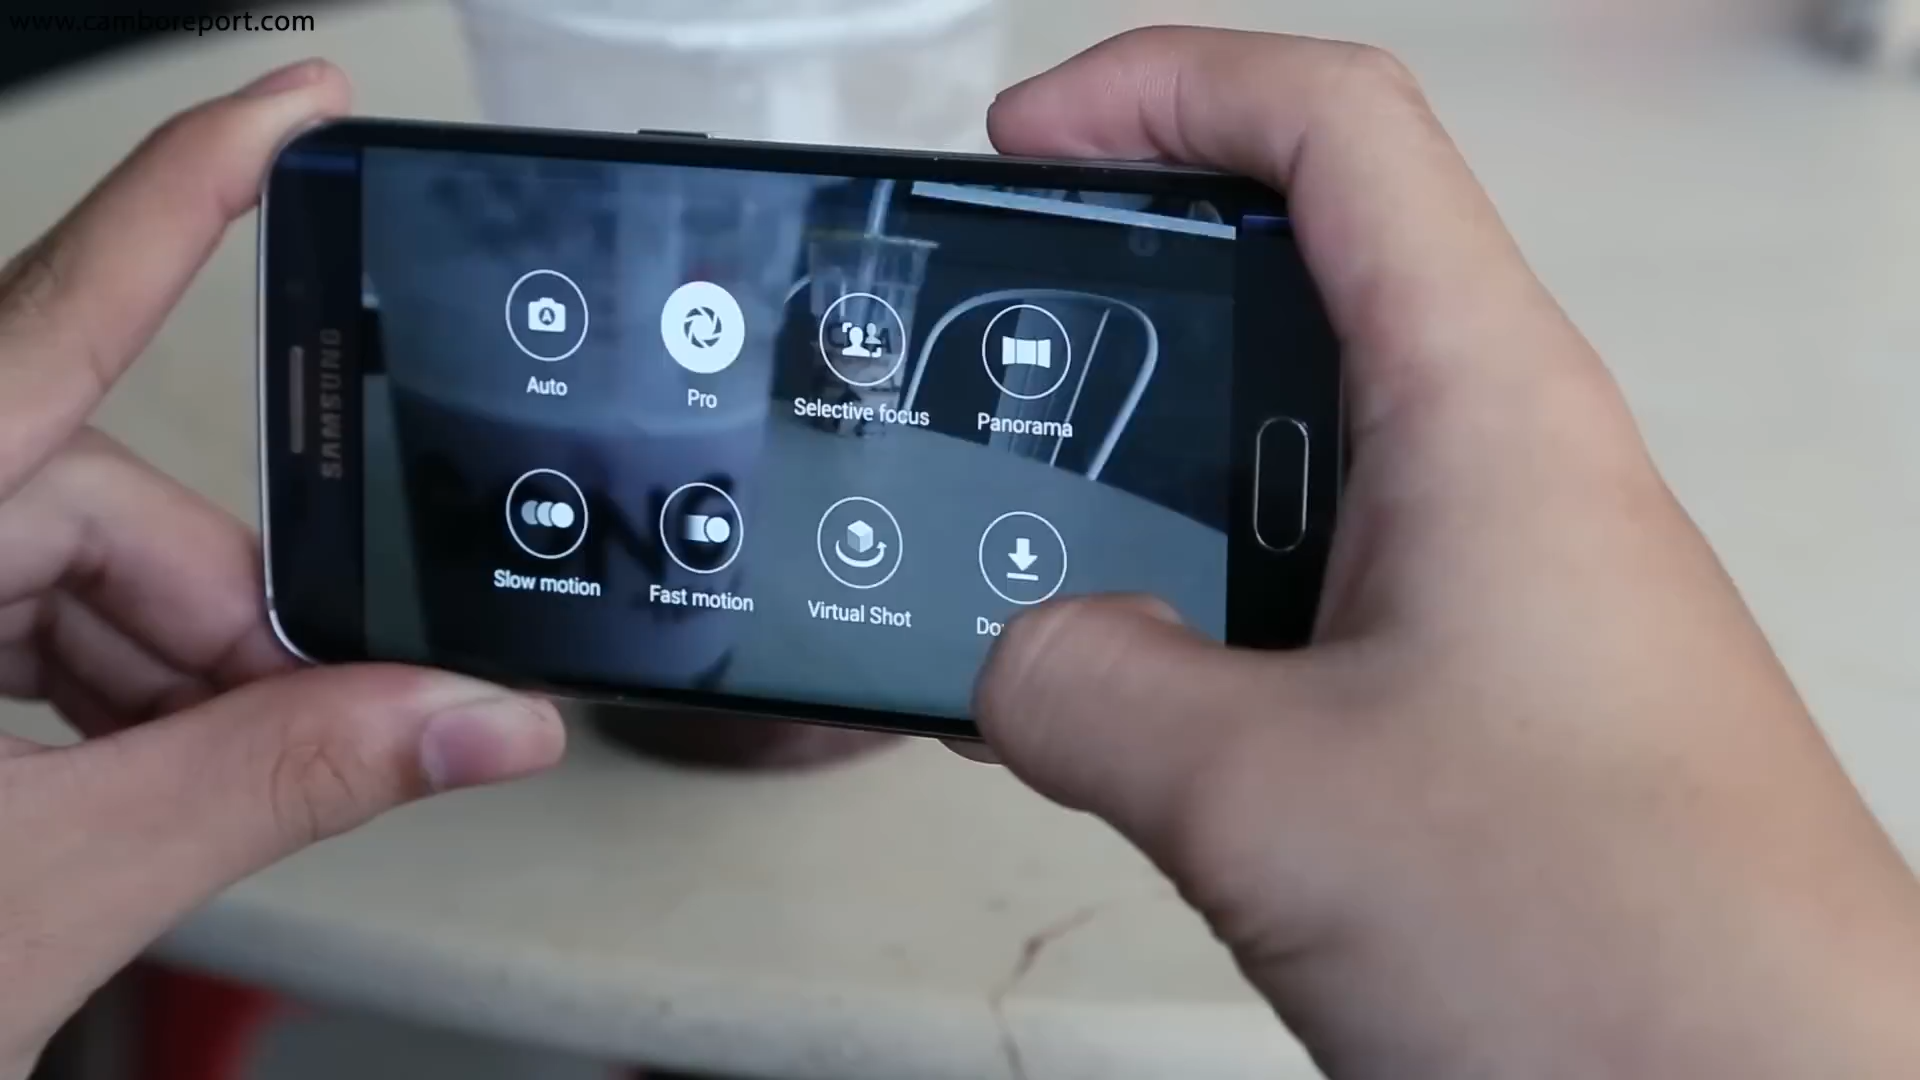 www.camboreport.com
SAMSUNG
Auto
Pro
Selective focus
Panorama
Slow motion
Fast motion
Virtual Shot